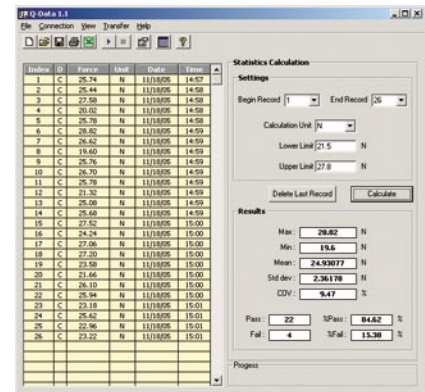 Q-Data 1.1
File Connection View Transfer Help
Index D Force Unit Date Time
1 C 25.74 N 11/18/05 14:57
2 C 25.44 N 11/18/05 14:58
3 C 27.58 N 11/18/05 14:58
4 C 20.02 N 11/18/05 14:58
5 C 25.78 N 11/18/05 14:58
6 C 28.82 N 11/18/05 14:59
7 C 26.62 N 11/18/05 14:59
8 C 19.60 N 11/18/05 14:59
9 C 25.76 N 11/18/05 14:59
10 C 26.70 N 11/18/05 14:59
11 C 25.78 N 11/18/05 14:59
12 C 21.32 N 11/18/05 14:59
13 C 25.08 N 11/18/05 14:59
14 C 25.68 N 11/18/05 14:59
15 C 27.52 N 11/18/05 15:00
16 C 24.24 N 11/18/05 15:00
17 C 27.06 N 11/18/05 15:00
18 C 27.20 N 11/18/05 15:00
19 C 23.58 N 11/18/05 15:00
20 C 21.66 N 11/18/05 15:00
21 C 26.10 N 11/18/05 15:00
22 C 25.94 N 11/18/05 15:00
23 C 23.18 N 11/18/05 15:01
24 C 25.62 N 11/18/05 15:01
25 C 22.96 N 11/18/05 15:01
26 C 23.22 N 11/18/05 15:01
Statistics Calculation
Settings
Begin Record 1 End Record 26
Calculation Unit N
Lower Limit 21.5 N
Upper Limit 27.8 N
Delete Last Record Calculate
Results
Max: 28.82 N
Min: 19.6 N
Mean: 24.93077 N
Std dev: 2.36170 N
COV: 9.47 %
Pass: 22 %Pass: 84.62 %
Fail: 4 %Fail: 15.38 %
Progess